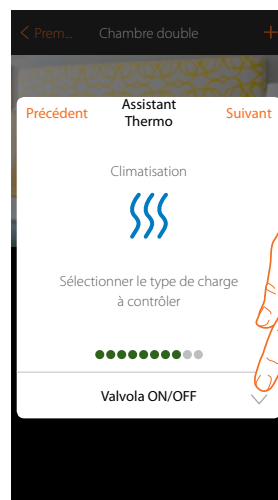 < Prem... Chambre double +
Précédent Assistant Thermo Suivant
Climatisation
Sélectionner le type de charge
à contrôler
Valvola ON/OFF